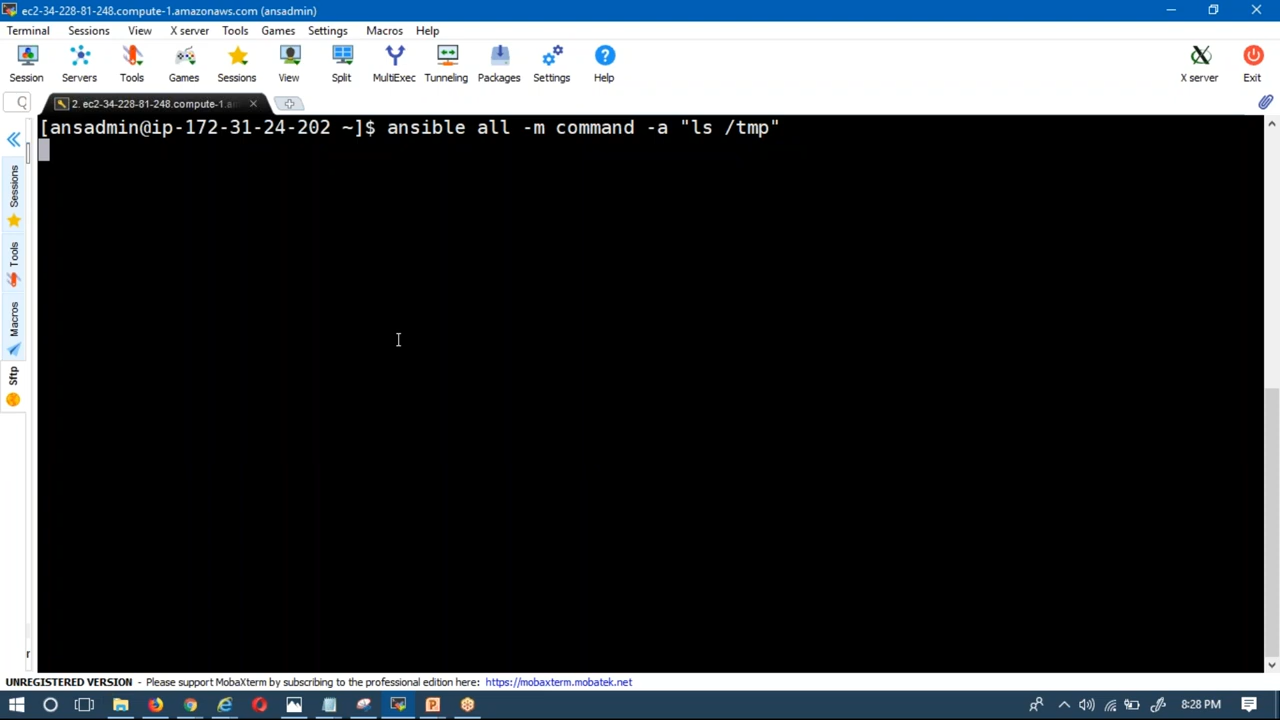 ec2-34-228-81-248.compute-1.amazonaws.com (ansadmin)
Terminal Sessions View X server Tools Games Settings Macros Help
Session Servers Tools Games Sessions View Split MultiExec Tunneling Packages Settings Help X server Exit
2. ec2-34-228-81-248.compute-1.a
[ansadmin@ip-172-31-24-202 ~]$ ansible all -m command -a "ls /tmp"
Sessions
Tools
Macros
Sftp
r
UNREGISTERED VERSION - Please support MobaXterm by subscribing to the professional edition here: https://mobaxterm.mobatek.net
8:28 PM